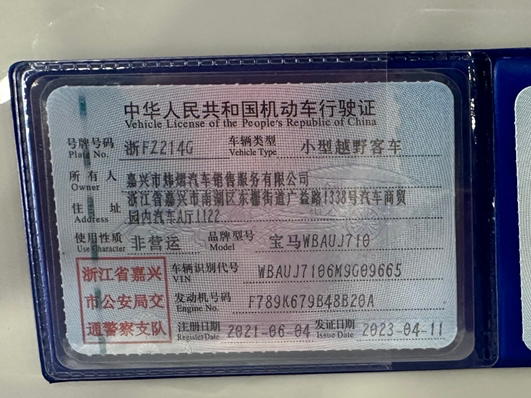 中华人民共和国机动车行驶证
Vehicle License of the People's Republic of China
号牌号码 Plate No. 浙FZ214G 车辆类型 Vehicle Type 小型越野客车
所有人 Owner 嘉兴市炜熠汽车销售服务有限公司
住址 Address 浙江省嘉兴市南湖区东栅街道广益路1338号汽车商贸
园内汽车A厅1122
使用性质 Use Character 非营运 品牌型号 Model 宝马WBAUJ710
浙江省嘉兴
市公安局交
通警察支队
车辆识别代号 VIN WBAUJ7106M9G09665
发动机号码 Engine No. F789K679B48B20A
注册日期 Register Date 2021-06-04 发证日期 Issue Date 2023-04-11